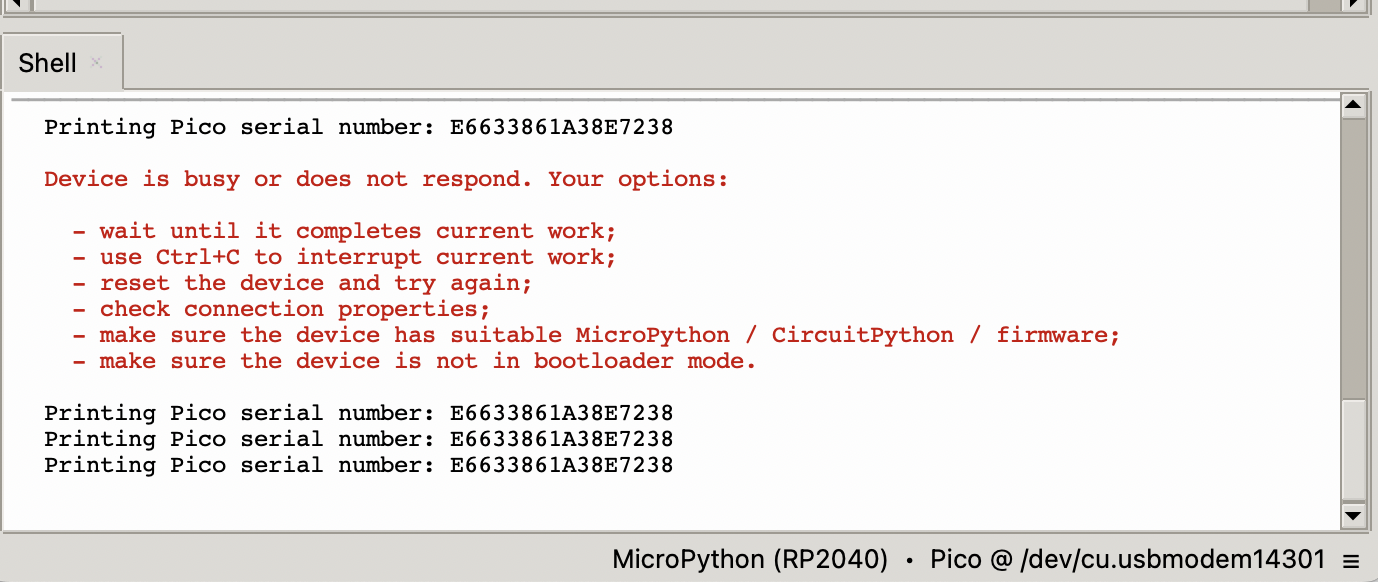 Shell
Printing Pico serial number: E6633861A38E7238
Device is busy or does not respond. Your options:
- wait until it completes current work;
- use Ctrl+C to interrupt current work;
- reset the device and try again;
- check connection properties;
- make sure the device has suitable MicroPython / CircuitPython / firmware;
- make sure the device is not in bootloader mode.
Printing Pico serial number: E6633861A38E7238
Printing Pico serial number: E6633861A38E7238
Printing Pico serial number: E6633861A38E7238
MicroPython (RP2040) • Pico @ /dev/cu.usbmodem14301 ≡